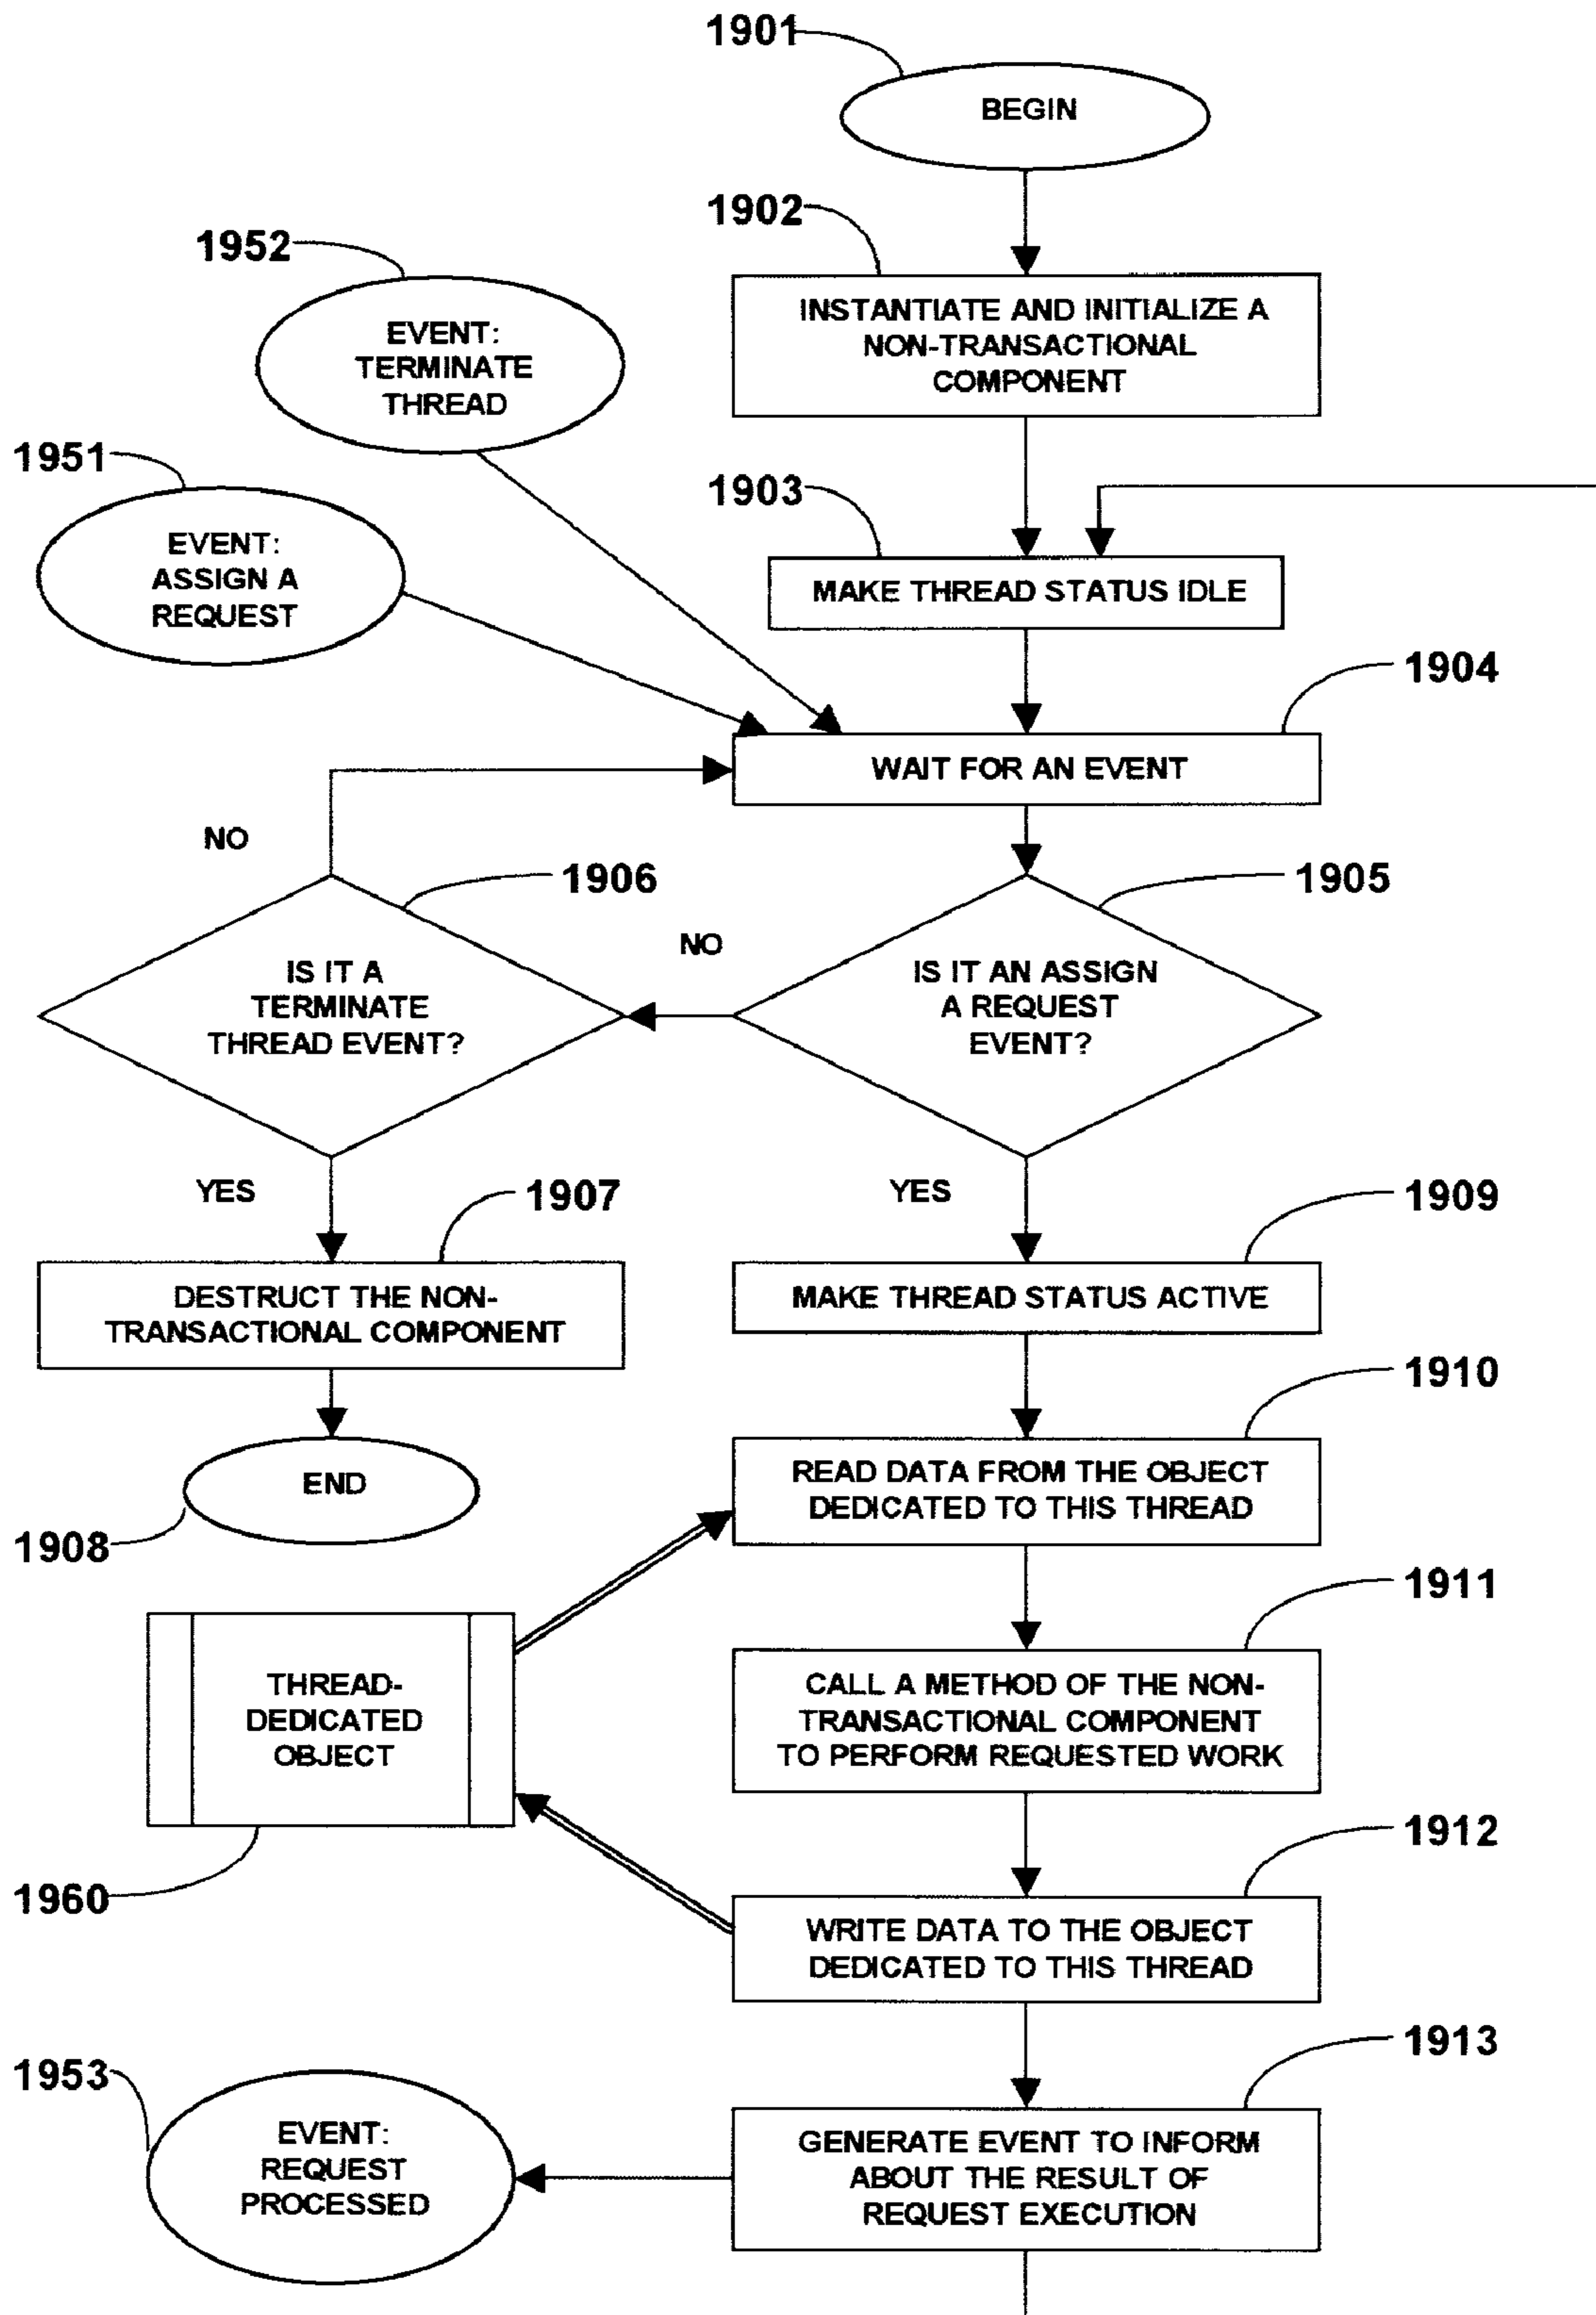 1901
BEGIN
1902
INSTANTIATE AND INITIALIZE A
NON-TRANSACTIONAL
COMPONENT
1952
EVENT:
TERMINATE
THREAD
1951
EVENT:
ASSIGN A
REQUEST
1903
MAKE THREAD STATUS IDLE
1904
WAIT FOR AN EVENT
NO
1906
IS IT A
TERMINATE
THREAD EVENT?
NO
1905
IS IT AN ASSIGN
A REQUEST
EVENT?
YES
1907
DESTRUCT THE NON-
TRANSACTIONAL COMPONENT
END
1908
YES
1909
MAKE THREAD STATUS ACTIVE
1910
READ DATA FROM THE OBJECT
DEDICATED TO THIS THREAD
1911
CALL A METHOD OF THE NON-
TRANSACTIONAL COMPONENT
TO PERFORM REQUESTED WORK
THREAD-
DEDICATED
OBJECT
1960
1912
WRITE DATA TO THE OBJECT
DEDICATED TO THIS THREAD
1913
GENERATE EVENT TO INFORM
ABOUT THE RESULT OF
REQUEST EXECUTION
1953
EVENT:
REQUEST
PROCESSED